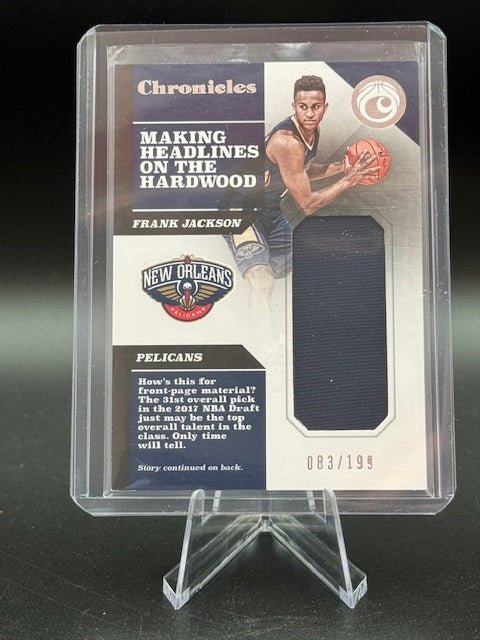 Chronicles
MAKING
HEADLINES
ON THE
HARDWOOD
FRANK JACKSON
NEW ORLEANS
PELICANS
PELICANS
How's this for
front-page material?
The 31st overall pick
in the 2017 NBA Draft
just may be the top
overall talent in the
class. Only time
will tell.
Story continued on back.
083/199